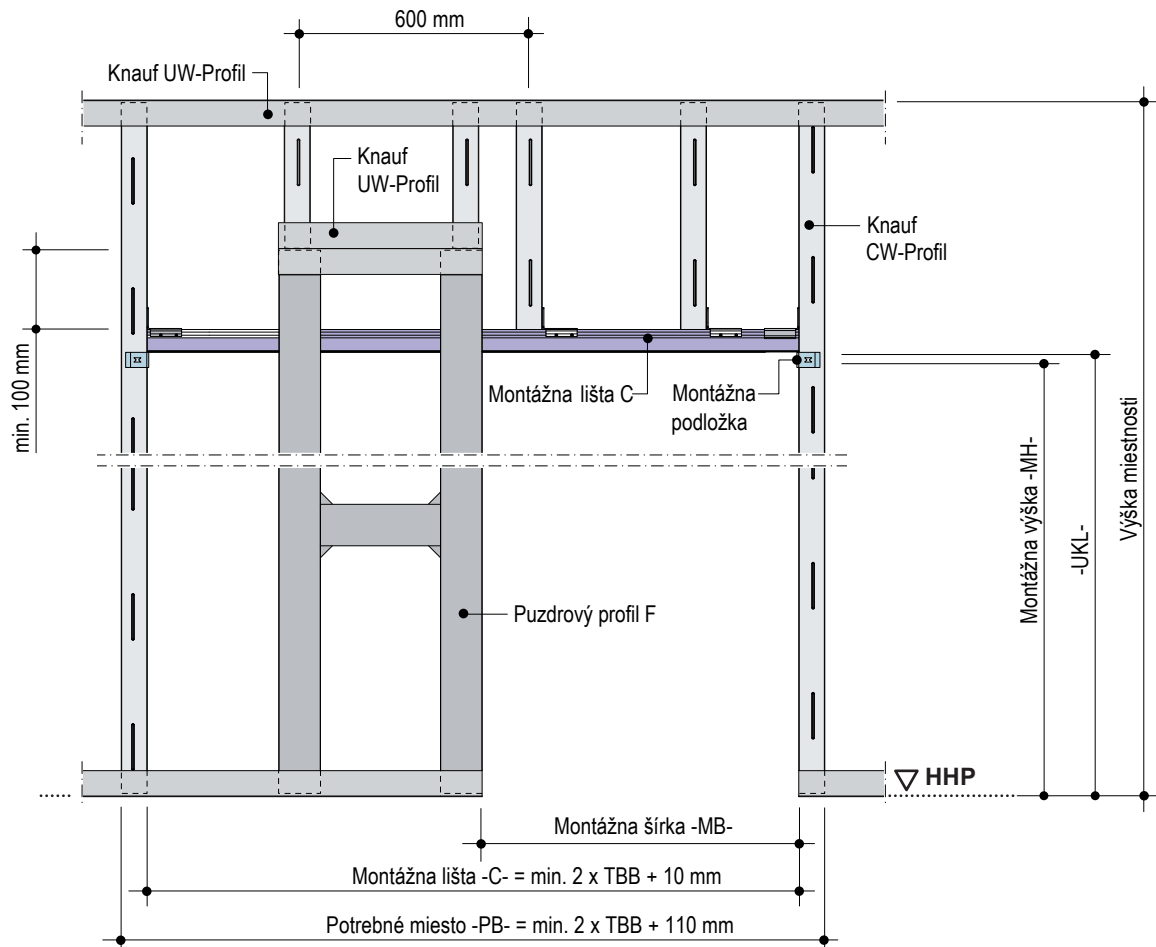 600 mm
Knauf UW-Profil
Knauf
UW-Profil
Knauf
CW-Profil
min. 100 mm
Montážna lišta C
Montážna
podložka
Montážna výška -MH-
-UKL-
Výška miestnosti
Puzdrový profil F
HHP
Montážna šírka -MB-
Montážna lišta -C- = min. 2 x TBB + 10 mm
Potrebné miesto -PB- = min. 2 x TBB + 110 mm